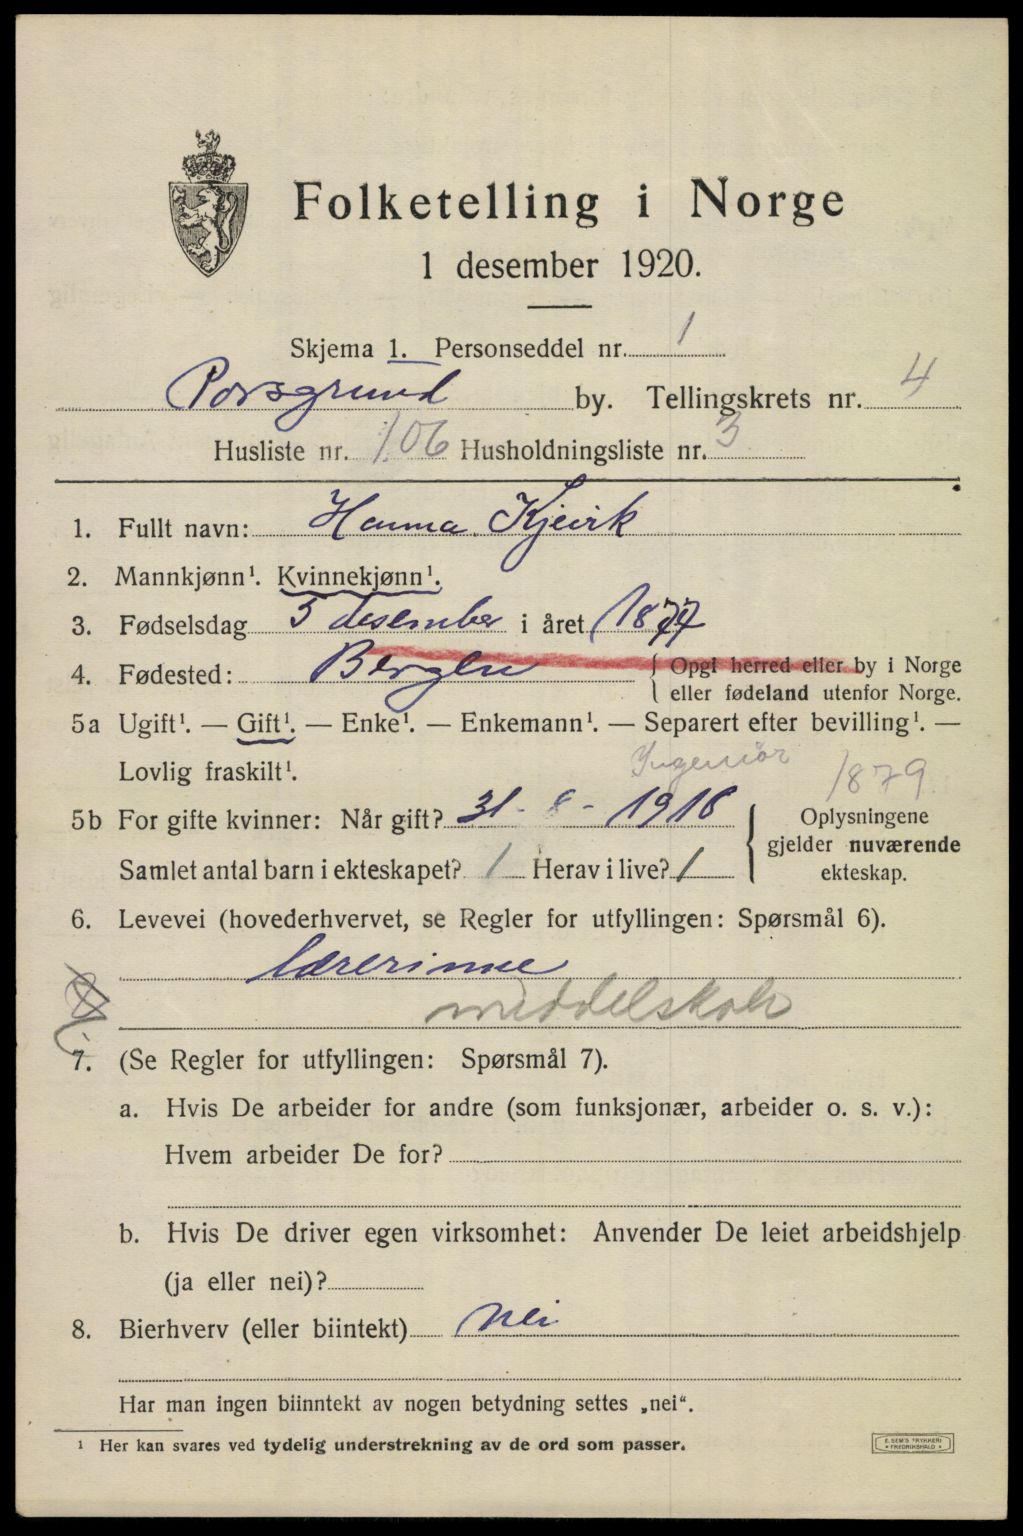 Folketelling i Norge
1 desember 1920.
Skjema 1. Personseddel nr. 1
Porsgrund by. Tellingskrets nr. 4
Husliste nr. 106 Husholdningsliste nr. 3
1. Fullt navn: Hanna Kjeirk
2. Mannkjønn¹. Kvinnekjønn¹.
3. Fødselsdag 5 desember i året 1877
4. Fødested: Bergen { Opgi herred eller by i Norge
eller fødeland utenfor Norge.
5a Ugift¹. — Gift¹. — Enke¹. — Enkemann¹. — Separert efter bevilling¹. —
Lovlig fraskilt¹. Ingeniör 1879
5b For gifte kvinner: Når gift? 31- 8 - 1916 Oplysningene
gjelder nuværende
Samlet antal barn i ekteskapet? 1 Herav i live? 1 ekteskap.
6. Levevei (hovederhvervet, se Regler for utfyllingen: Spørsmål 6).
lærerinne
middelskole
7. (Se Regler for utfyllingen: Spørsmål 7).
a. Hvis De arbeider for andre (som funksjonær, arbeider o. s. v.):
Hvem arbeider De for?
b. Hvis De driver egen virksomhet: Anvender De leiet arbeidshjelp
(ja eller nei)?
8. Bierhverv (eller biintekt) nei
Har man ingen biinntekt av nogen betydning settes „nei“.
¹ Her kan svares ved tydelig understrekning av de ord som passer.
E. SEM'S TRYKKERI
FREDRIKSHALD